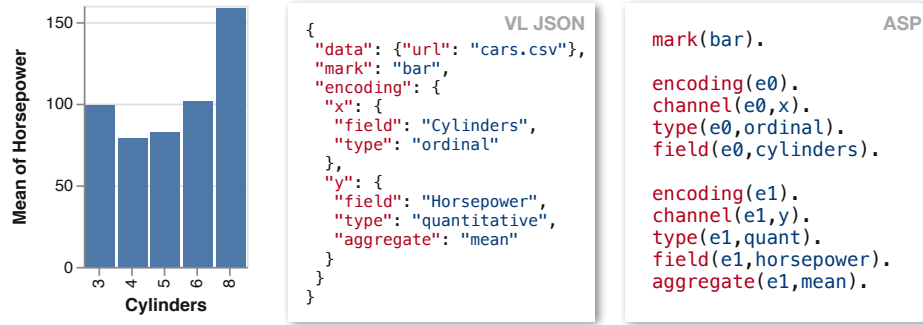 150
100
50
0
Mean of Horsepower
3 4 5 6 8
Cylinders
VL JSON
{
"data": {"url": "cars.csv"},
"mark": "bar",
"encoding": {
"x": {
"field": "Cylinders",
"type": "ordinal"
},
"y": {
"field": "Horsepower",
"type": "quantitative",
"aggregate": "mean"
}
}
}
ASP
mark(bar).
encoding(e0).
channel(e0,x).
type(e0,ordinal).
field(e0,cylinders).
encoding(e1).
channel(e1,y).
type(e1,quant).
field(e1,horsepower).
aggregate(e1,mean).